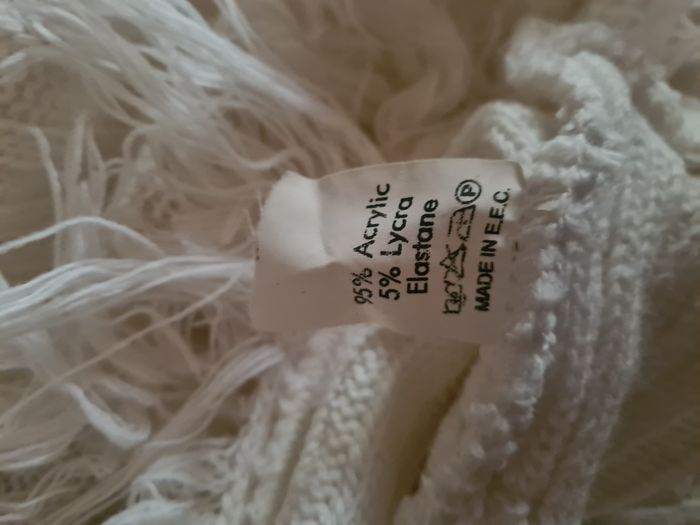 95% Acrylic
5% Lycra
Elastane
P
MADE IN E.E.C.